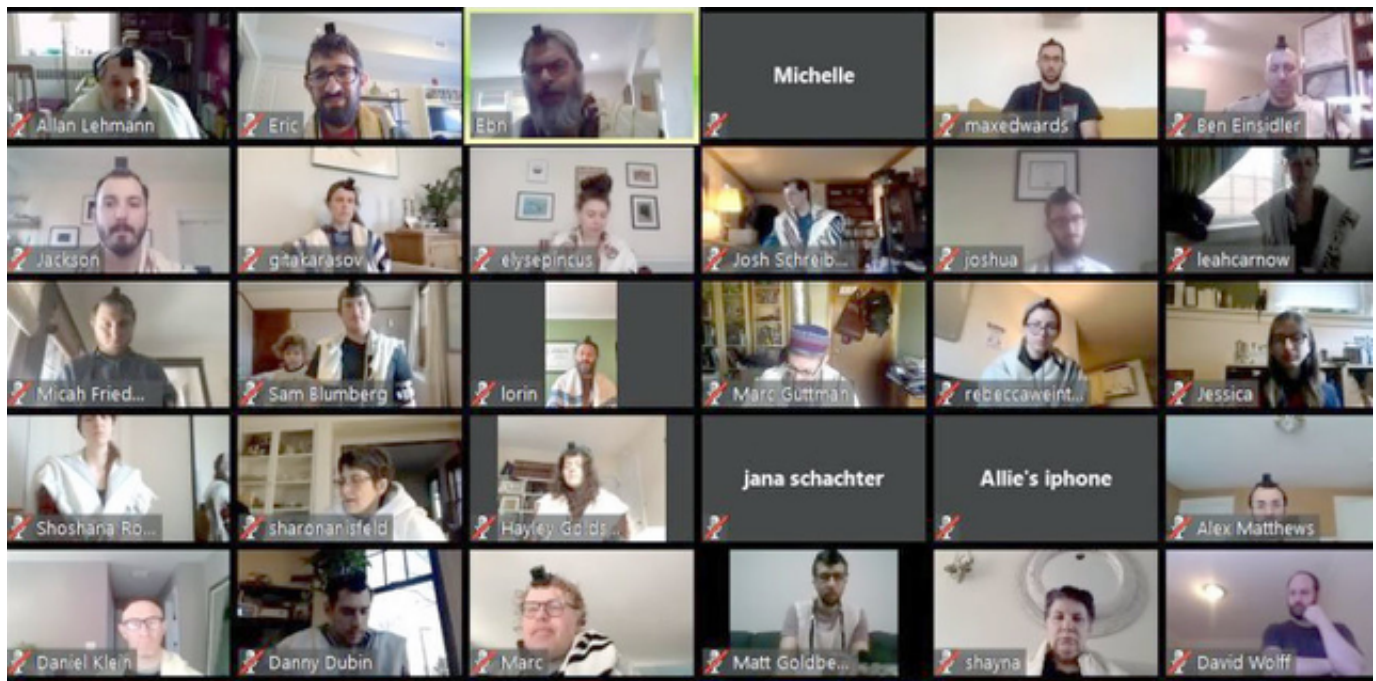 Allan Lehmann
Eric
Ebn
Michelle
maxedwards
Ben Einsidler
Jackson
gitakarasov
elysepincus
Josh Schreib...
joshua
leahcarnow
Micah Fried...
Sam Blumberg
lorin
Marc Guttman
rebeccaweint...
Jessica
Shoshana Ro...
sharonanisfeld
Hayley Golds...
jana schachter
Allie's iphone
Alex Matthews
Daniel Klein
Danny Dubin
Marc
Matt Goldbe...
shayna
David Wolff